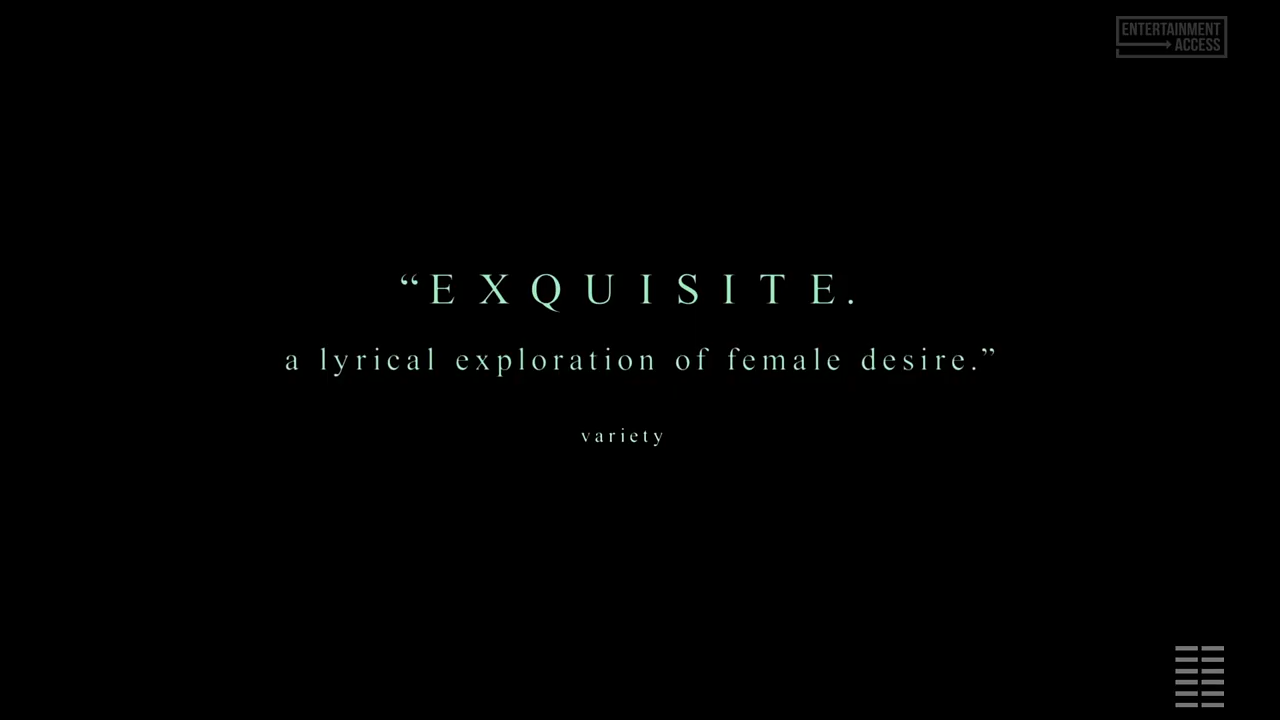 ENTERTAINMENT
ACCESS
“EXQUISITE.
a lyrical exploration of female desire.”
variety